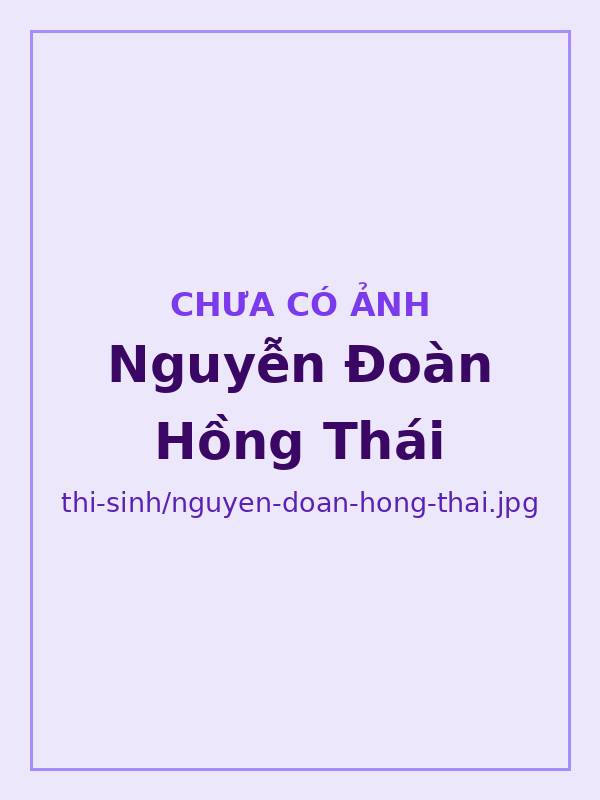 CHƯA CÓ ẢNH
Nguyễn Đoàn
Hồng Thái
thi-sinh/nguyen-doan-hong-thai.jpg